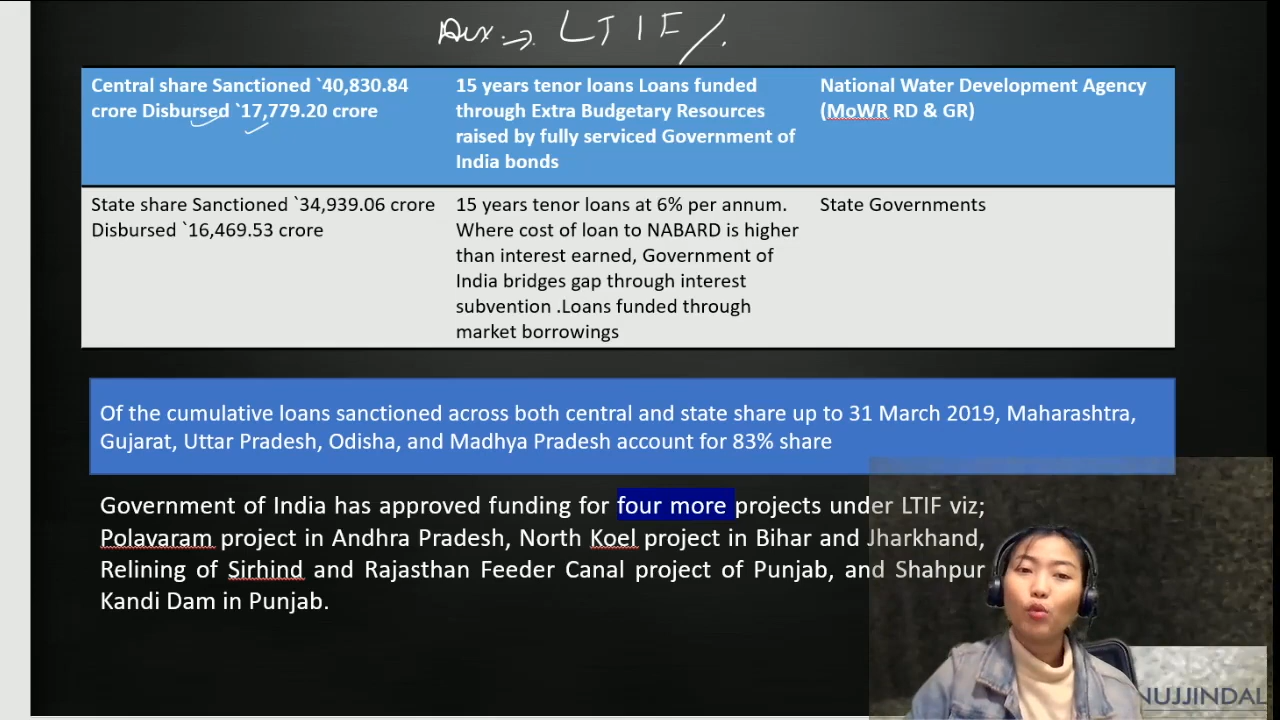 LTIF
Central share Sanctioned `40,830.84
crore Disbursed `17,779.20 crore
15 years tenor loans Loans funded
through Extra Budgetary Resources
raised by fully serviced Government of
India bonds
National Water Development Agency
(MoWR RD & GR)
State share Sanctioned `34,939.06 crore
Disbursed `16,469.53 crore
15 years tenor loans at 6% per annum.
Where cost of loan to NABARD is higher
than interest earned, Government of
India bridges gap through interest
subvention .Loans funded through
market borrowings
State Governments
Of the cumulative loans sanctioned across both central and state share up to 31 March 2019, Maharashtra,
Gujarat, Uttar Pradesh, Odisha, and Madhya Pradesh account for 83% share
Government of India has approved funding for four more projects under LTIF viz;
Polavaram project in Andhra Pradesh, North Koel project in Bihar and Jharkhand,
Relining of Sirhind and Rajasthan Feeder Canal project of Punjab, and Shahpur
Kandi Dam in Punjab.
NUJJINDAL